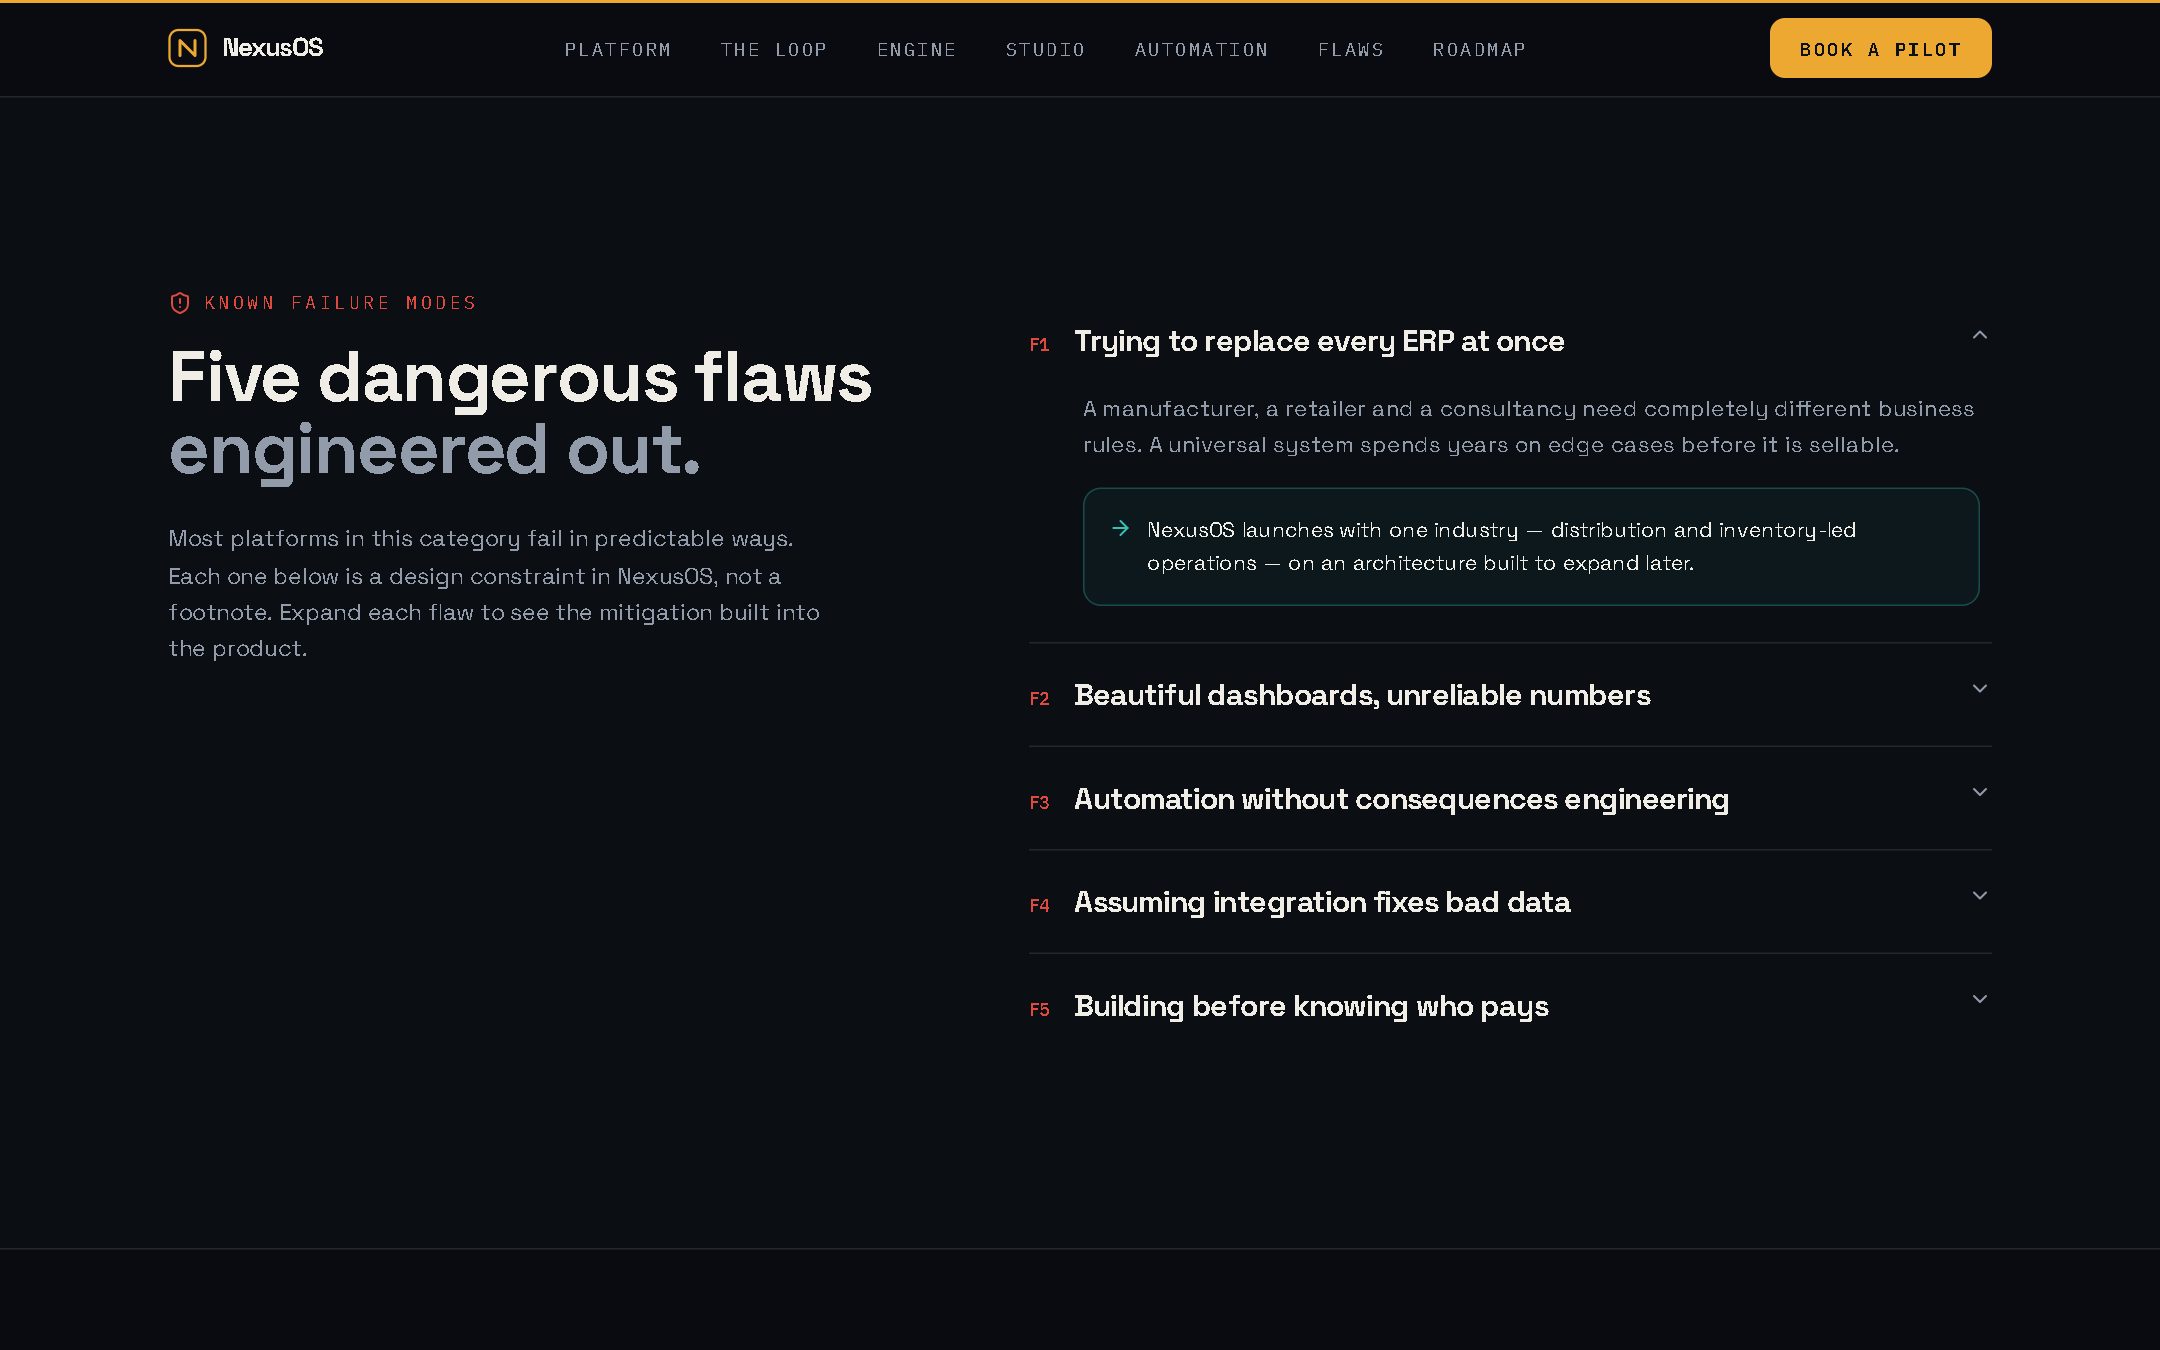 NexusOS
PLATFORM
THE LOOP
ENGINE
STUDIO
AUTOMATION
FLAWS
ROADMAP
BOOK A PILOT
KNOWN FAILURE MODES
Five dangerous flaws
engineered out.
Most platforms in this category fail in predictable ways.
Each one below is a design constraint in NexusOS, not a
footnote. Expand each flaw to see the mitigation built into
the product.
F1 Trying to replace every ERP at once
A manufacturer, a retailer and a consultancy need completely different business
rules. A universal system spends years on edge cases before it is sellable.
→ NexusOS launches with one industry — distribution and inventory-led
operations — on an architecture built to expand later.
F2 Beautiful dashboards, unreliable numbers
F3 Automation without consequences engineering
F4 Assuming integration fixes bad data
F5 Building before knowing who pays